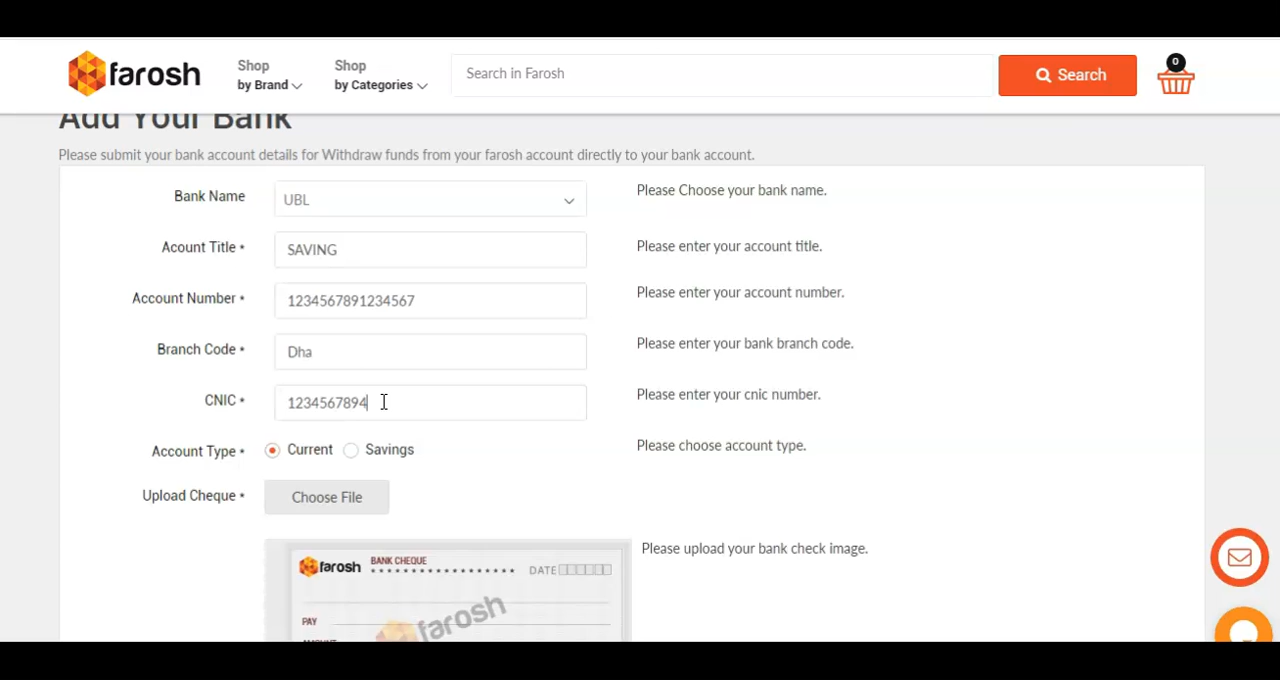 farosh
Shop
by Brand
Shop
by Categories
Search in Farosh
Search
0
Add Your Bank
Please submit your bank account details for Withdraw funds from your farosh account directly to your bank account.
Bank Name
UBL
Please Choose your bank name.
Acount Title *
SAVING
Please enter your account title.
Account Number *
1234567891234567
Please enter your account number.
Branch Code *
Dha
Please enter your bank branch code.
CNIC *
1234567894
Please enter your cnic number.
Account Type *
Current
Savings
Please choose account type.
Upload Cheque *
Choose File
Please upload your bank check image.
farosh
BANK CHEQUE
DATE
PAY
farosh